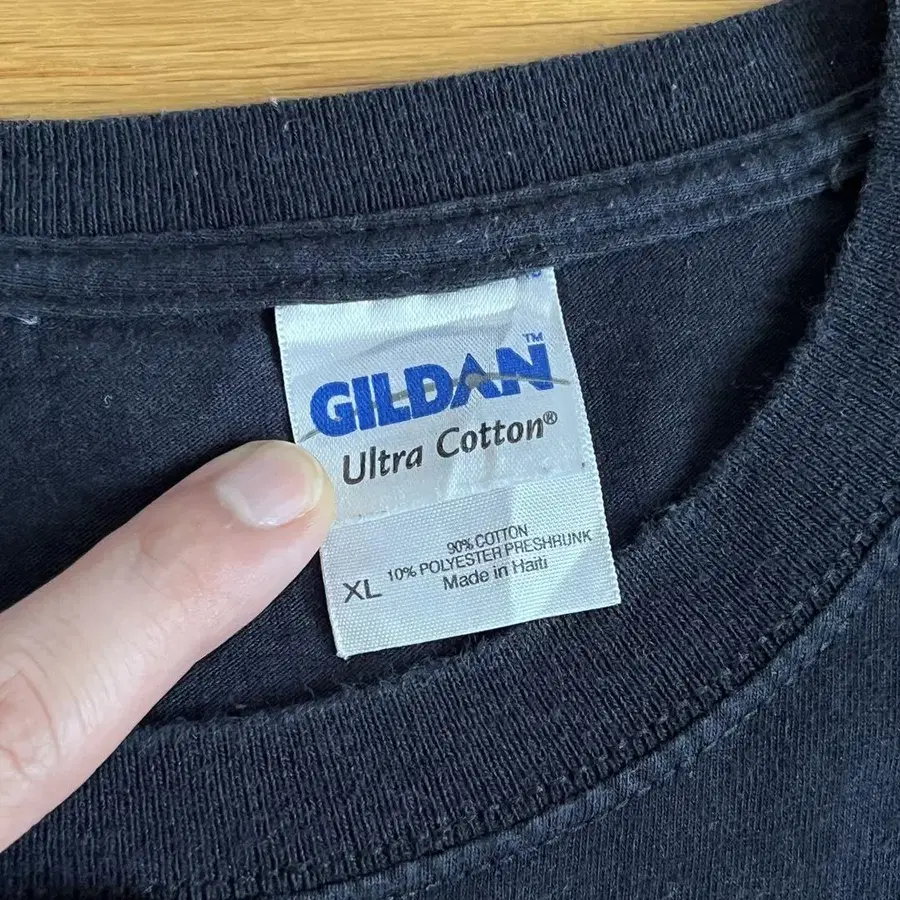 GILDAN™
Ultra Cotton®
90% COTTON
10% POLYESTER PRESHRUNK
XL Made in Haiti